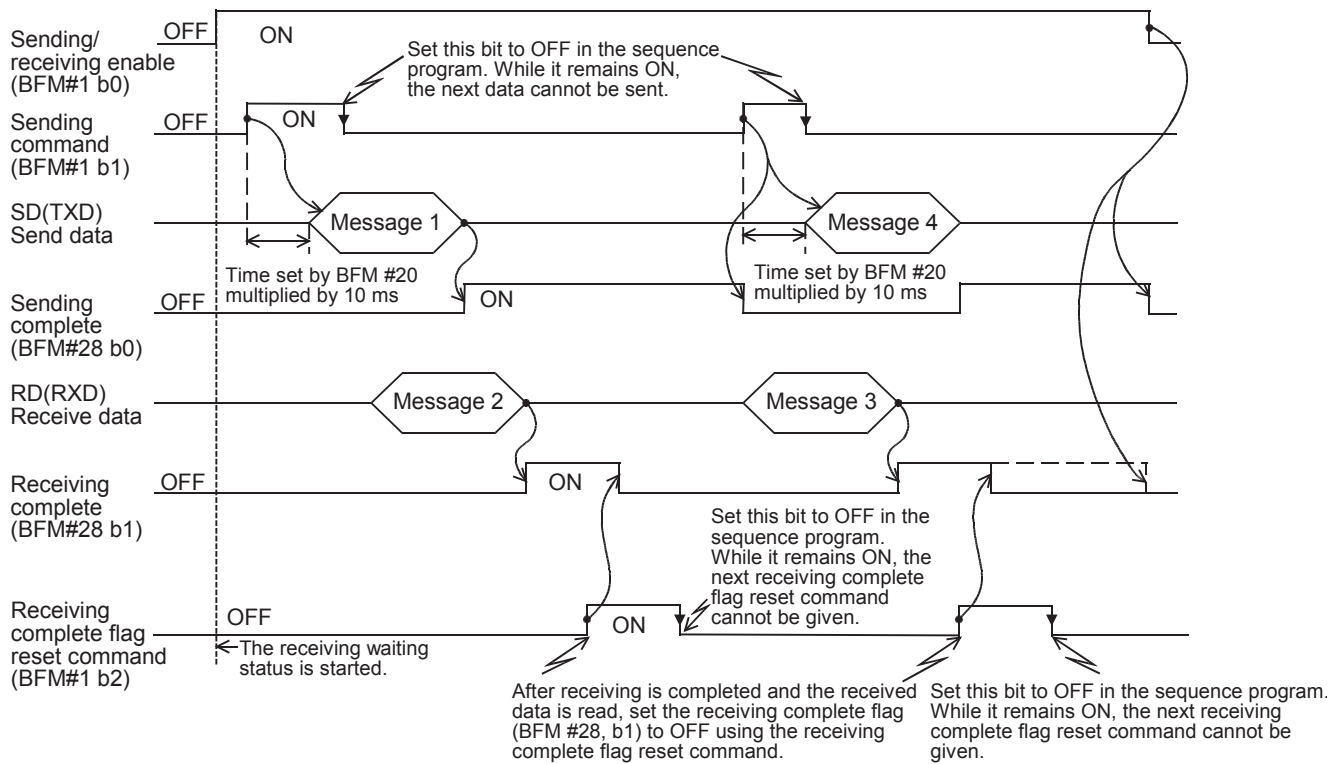 Sending/
receiving enable
(BFM#1 b0)
OFF
ON
Set this bit to OFF in the sequence
program. While it remains ON,
the next data cannot be sent.
Sending
command
(BFM#1 b1)
OFF
ON
SD(TXD)
Send data
Message 1
Message 4
Time set by BFM #20
multiplied by 10 ms
Time set by BFM #20
multiplied by 10 ms
Sending
complete
(BFM#28 b0)
OFF
ON
RD(RXD)
Receive data
Message 2
Message 3
Receiving
complete
(BFM#28 b1)
OFF
ON
Set this bit to OFF in the
sequence program.
While it remains ON, the
next receiving complete
flag reset command
cannot be given.
Receiving
complete flag
reset command
(BFM#1 b2)
OFF
ON
The receiving waiting
status is started.
After receiving is completed and the received
data is read, set the receiving complete flag
(BFM #28, b1) to OFF using the receiving
complete flag reset command.
Set this bit to OFF in the sequence program.
While it remains ON, the next receiving
complete flag reset command cannot be
given.